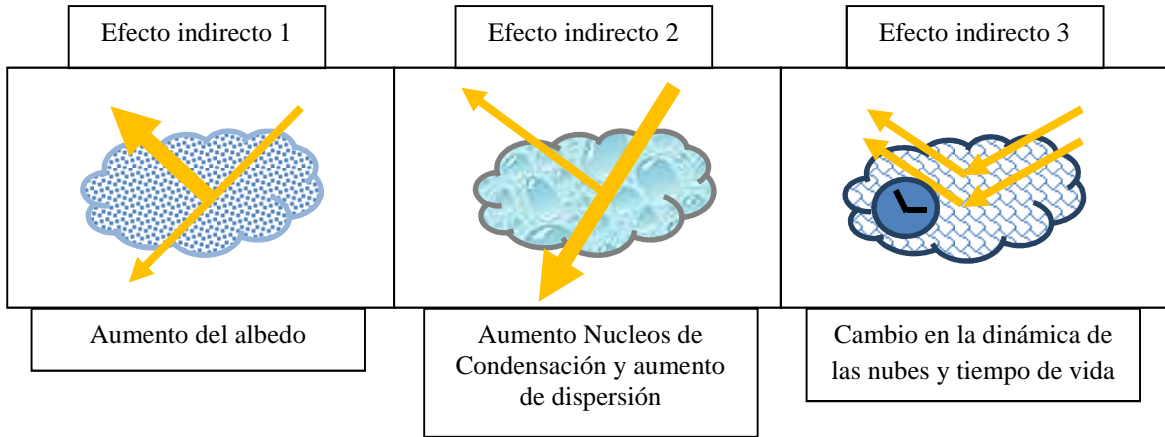 Efecto indirecto 1
Efecto indirecto 2
Efecto indirecto 3
Aumento del albedo
Aumento Nucleos de
Condensación y aumento
de dispersión
Cambio en la dinámica de
las nubes y tiempo de vida